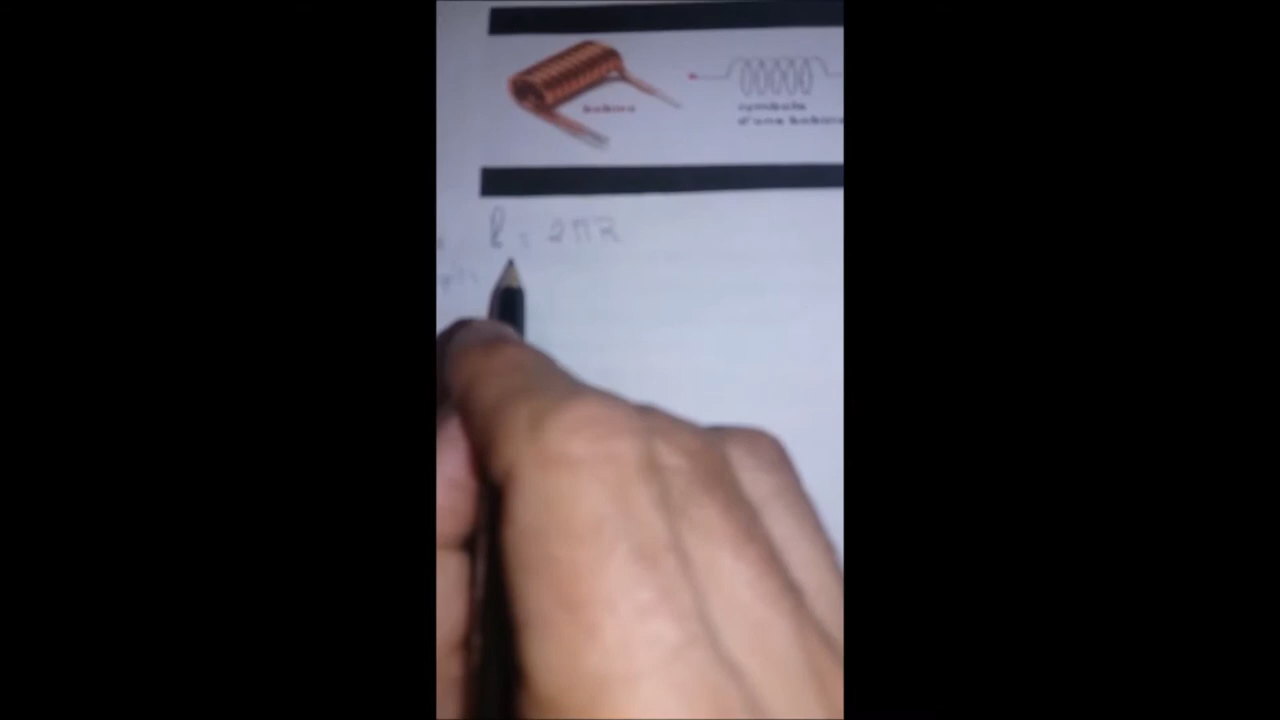 bobine
symbole
d'une bobine
l = 2πR